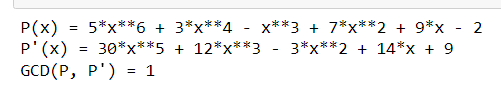 P(x) = 5*x**6 + 3*x**4 - x**3 + 7*x**2 + 9*x - 2
P'(x) = 30*x**5 + 12*x**3 - 3*x**2 + 14*x + 9
GCD(P, P') = 1